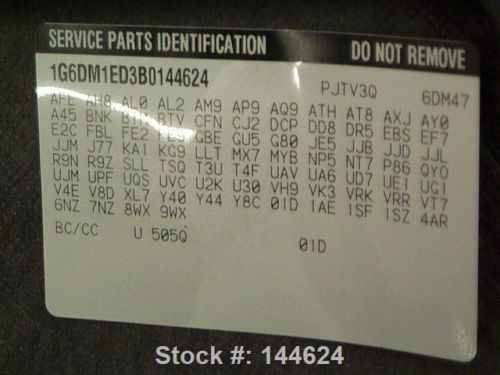 SERVICE PARTS IDENTIFICATION DO NOT REMOVE
1G6DM1ED3B0144624 PJTV3Q 6DM47
AFE AH8 AL0 AL2 AM9 AP9 AQ9 ATH AT8 AXJ AY0
A45 BNK BTM BTV CFN CJ2 DCP DD8 DR5 EBS EF7
E2C FBL FE2 FE9 GBE GU5 G80 JE5 JJB JJD JJL
JJM J77 KA1 KG9 LLT MX7 MYB NP5 NT7 P86 QY0
R9N R9Z SLL TSQ T3U T4F UAV UA6 UD7 UE1 UG1
UJM UPF UQS UVC U2K U30 VH9 VK3 VRK VRR VT7
V4E V8D XL7 Y40 Y44 Y8C 01D 1AE 1SF 1SZ 4AR
6NZ 7NZ 8WX 9WX
BC/CC U 505Q 01D
Stock #: 144624